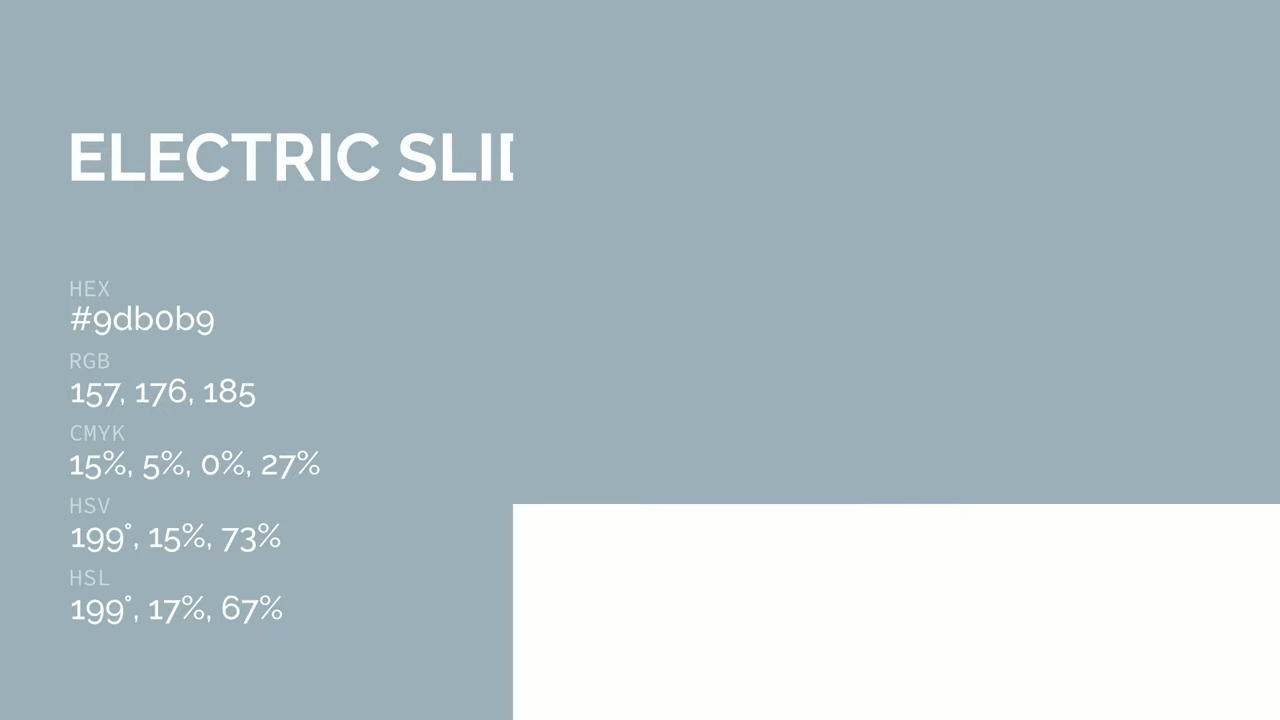 ELECTRIC
HEX
#9db0b9
RGB
157, 176, 185
CMYK
15%, 5%, 0%, 27%
HSV
199°, 15%, 73%
HSL
199°, 17%, 67%